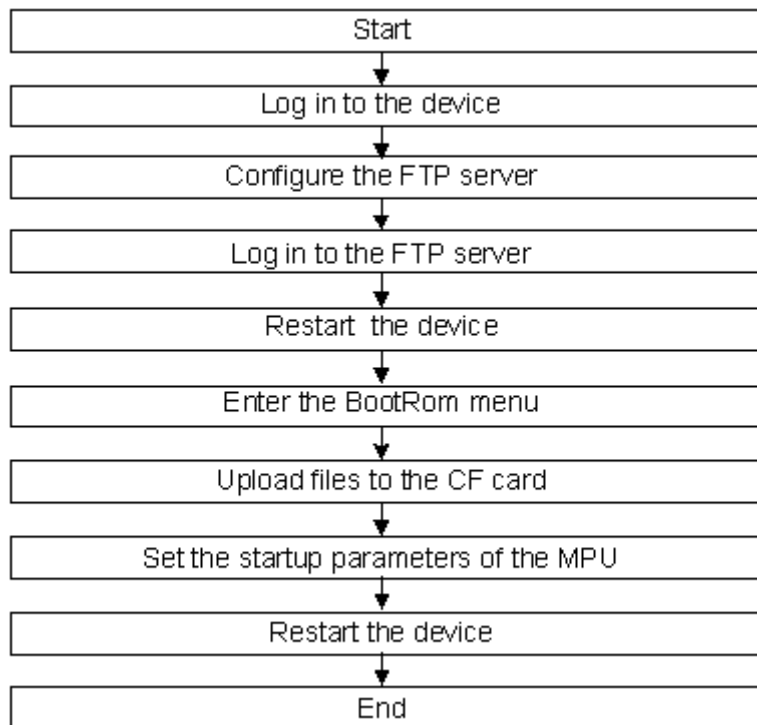 Start
Log in to the device
Configure the FTP server
Log in to the FTP server
Restart the device
Enter the BootRom menu
Upload files to the CF card
Set the startup parameters of the MPU
Restart the device
End